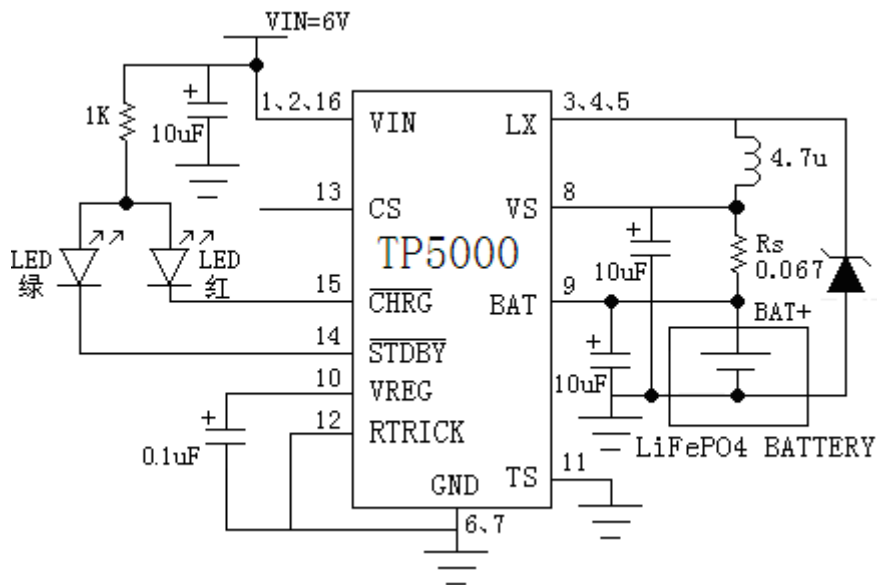 VIN=6V
1K
10uF
1、2、16
VIN
LX
3、4、5
4.7u
13
CS
VS
8
TP5000
LED
绿
LED
红
10uF
Rs
0.067
15
CHRG
BAT
9
BAT+
14
STDBY
10
VREG
10uF
12
RTRICK
0.1uF
LiFePO4 BATTERY
GND
TS
11
6、7
+
+
+
+